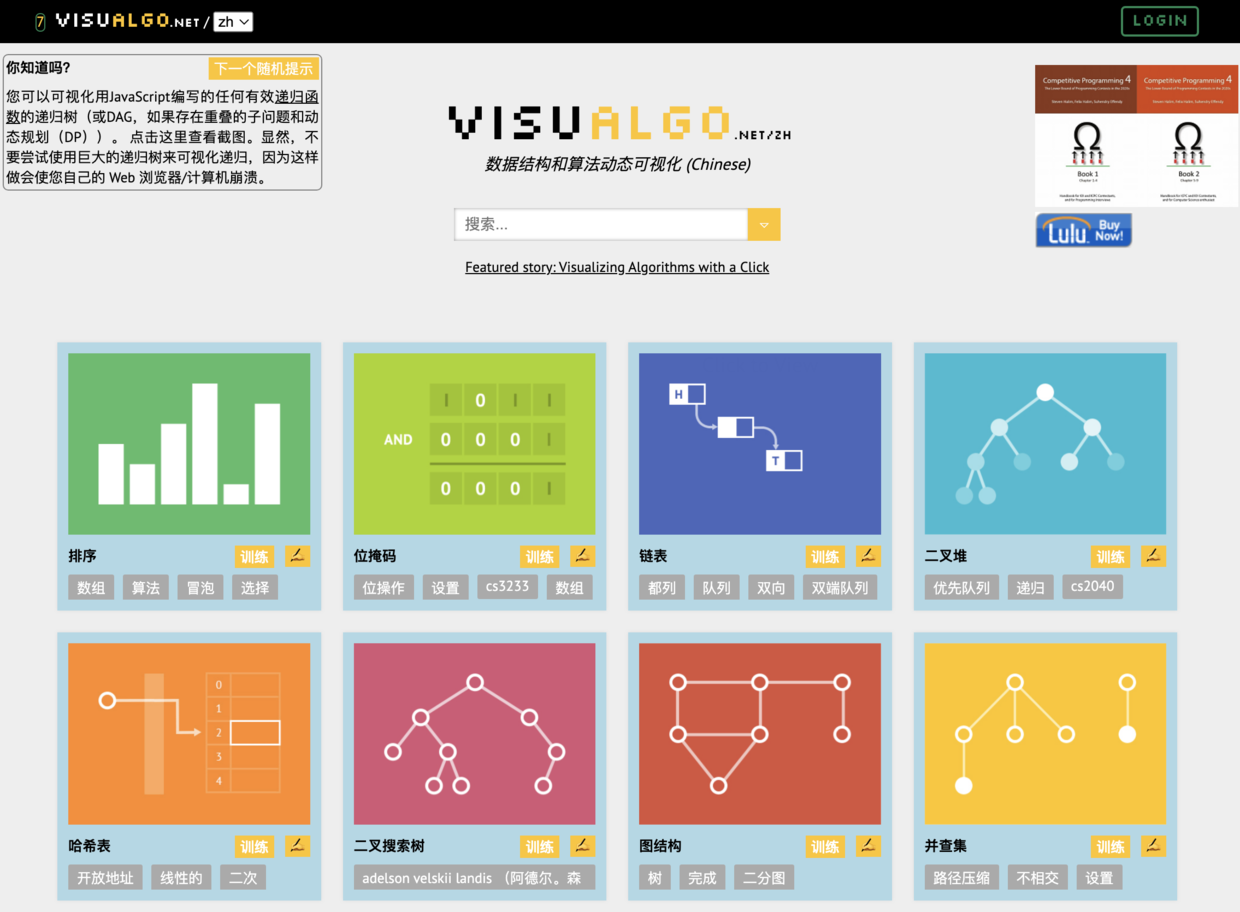 7 VISUALGO.NET / zh
LOGIN
你知道吗?
下一个随机提示
您可以可视化用JavaScript编写的任何有效递归函
数的递归树（或DAG，如果存在重叠的子问题和动
态规划（DP））。 点击这里查看截图。显然，不
要尝试使用巨大的递归树来可视化递归，因为这样
做会使您自己的 Web 浏览器/计算机崩溃。
VISUALGO.NET/ZH
数据结构和算法动态可视化 (Chinese)
搜索...
Featured story: Visualizing Algorithms with a Click
Competitive Programming 4
Competitive Programming 4
Book 1
Book 2
Lulu Buy Now!
AND
1 0 1 1
0 0 0 1
0 0 0 1
H
T
排序 训练
数组 算法 冒泡 选择
位掩码 训练
位操作 设置 cs3233 数组
链表 训练
都列 队列 双向 双端队列
二叉堆 训练
优先队列 递归 cs2040
0
1
2
3
4
哈希表 训练
开放地址 线性的 二次
二叉搜索树 训练
adelson velskii landis （阿德尔。森
图结构 训练
树 完成 二分图
并查集 训练
路径压缩 不相交 设置